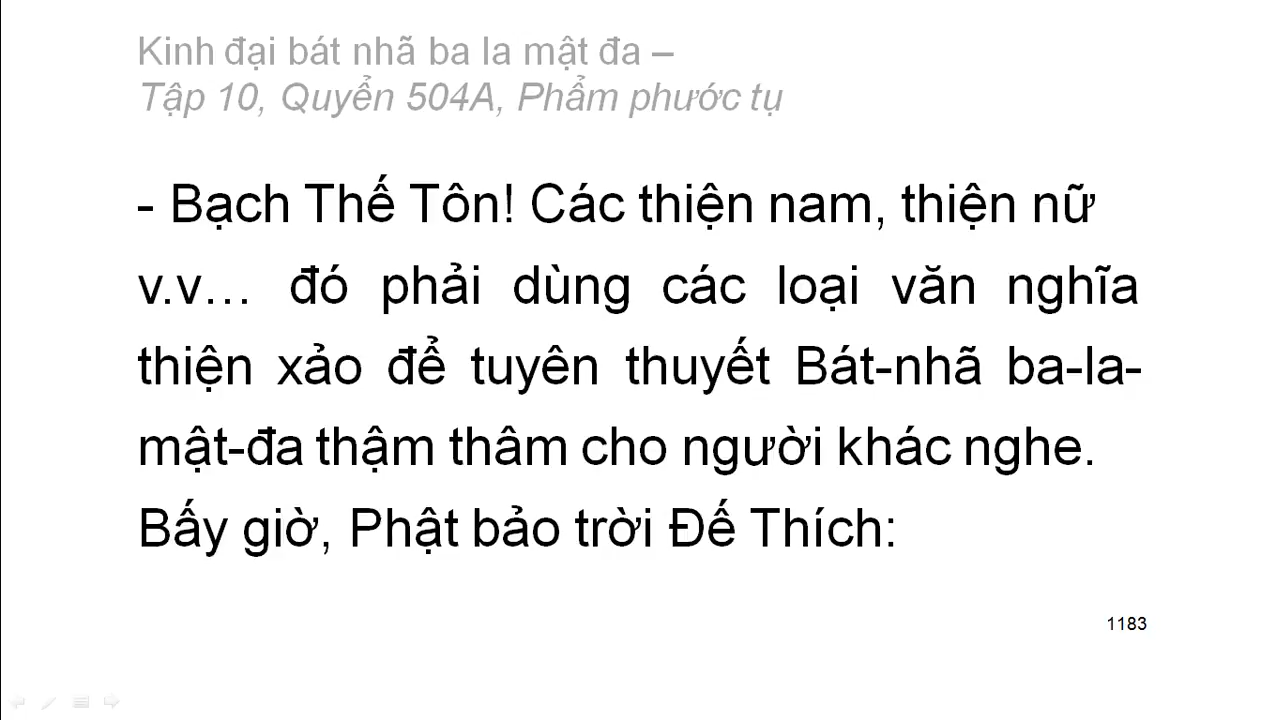 Kinh đại bát nhã ba la mật đa –
Tập 10, Quyển 504A, Phẩm phước tụ
- Bạch Thế Tôn! Các thiện nam, thiện nữ
v.v… đó phải dùng các loại văn nghĩa
thiện xảo để tuyên thuyết Bát-nhã ba-la-
mật-đa thậm thâm cho người khác nghe.
Bấy giờ, Phật bảo trời Đế Thích:
1183